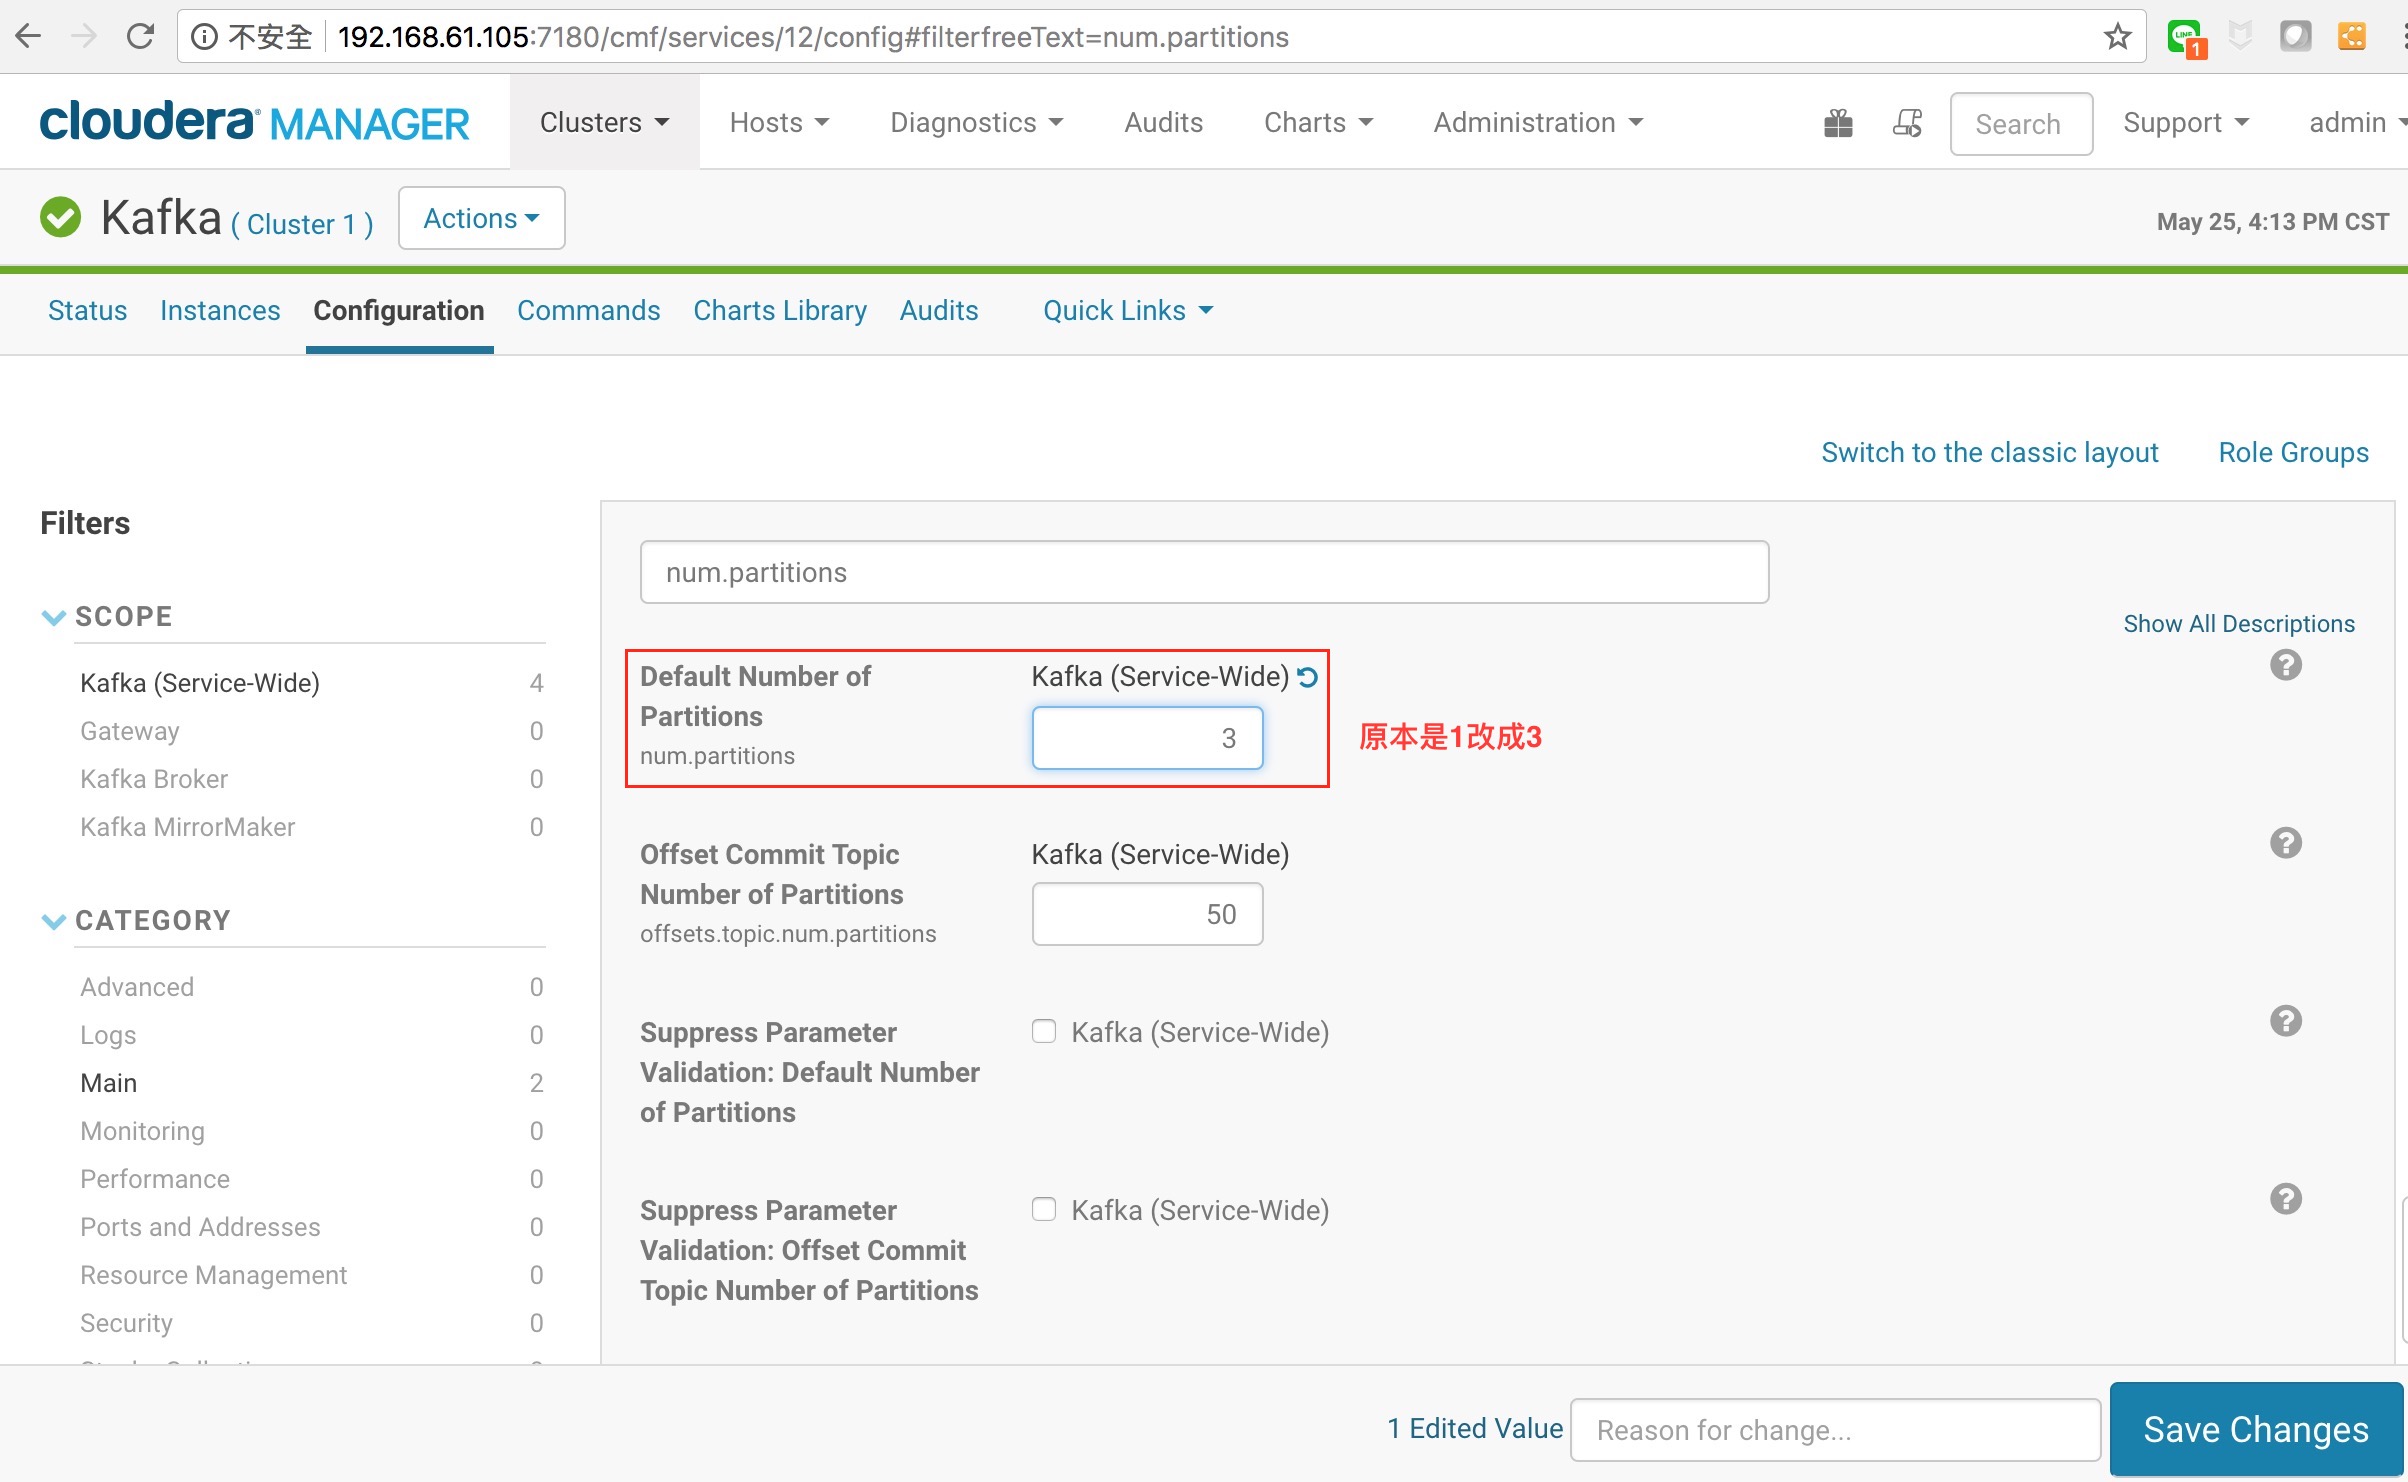 不安全 192.168.61.105:7180/cmf/services/12/config#filterfreeText=num.partitions
LINE 1
cloudera MANAGER Clusters Hosts Diagnostics Audits Charts Administration Search Support admin
Kafka ( Cluster 1 ) Actions May 25, 4:13 PM CST
Status Instances Configuration Commands Charts Library Audits Quick Links
Switch to the classic layout Role Groups
Filters
SCOPE
Kafka (Service-Wide) 4
Gateway 0
Kafka Broker 0
Kafka MirrorMaker 0
CATEGORY
Advanced 0
Logs 0
Main 2
Monitoring 0
Performance 0
Ports and Addresses 0
Resource Management 0
Security 0
num.partitions
Show All Descriptions
Default Number of Kafka (Service-Wide)
Partitions
num.partitions
3
原本是1改成3
Offset Commit Topic Kafka (Service-Wide)
Number of Partitions
offsets.topic.num.partitions
50
Suppress Parameter Kafka (Service-Wide)
Validation: Default Number
of Partitions
Suppress Parameter Kafka (Service-Wide)
Validation: Offset Commit
Topic Number of Partitions
1 Edited Value Reason for change... Save Changes